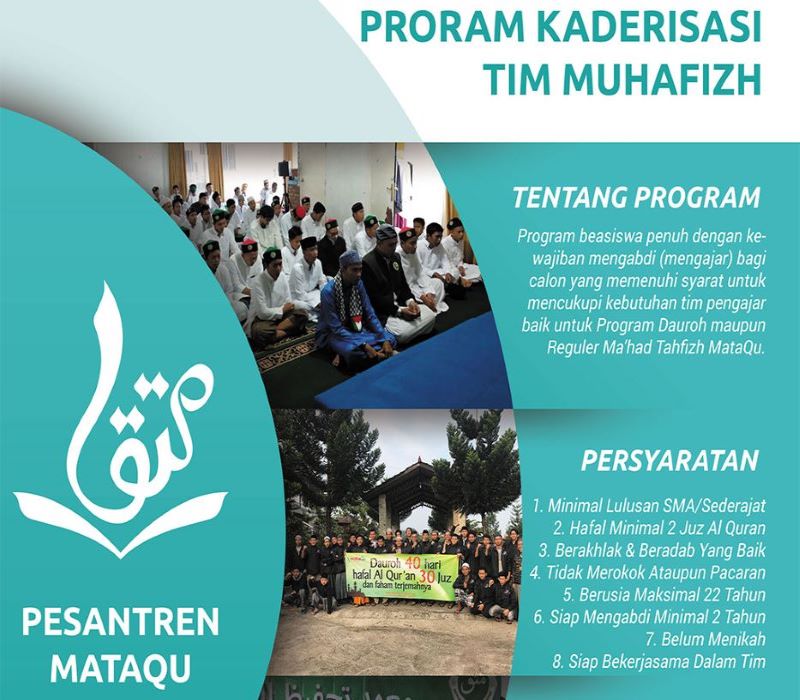 PRORAM KADERISASI
TIM MUHAFIZH
TENTANG PROGRAM
Program beasiswa penuh dengan ke-
wajiban mengabdi (mengajar) bagi
calon yang memenuhi syarat untuk
mencukupi kebutuhan tim pengajar
baik untuk Program Dauroh maupun
Reguler Ma'had Tahfizh MataQu.
متقا
Dauroh 40 hari
hafal Al Qur'an 30 Juz
dan faham terjemahnya
PERSYARATAN
1. Minimal Lulusan SMA/Sederajat
2. Hafal Minimal 2 Juz Al Quran
3. Berakhlak & Beradab Yang Baik
4. Tidak Merokok Ataupun Pacaran
5. Berusia Maksimal 22 Tahun
6. Siap Mengabdi Minimal 2 Tahun
7. Belum Menikah
8. Siap Bekerjasama Dalam Tim
PESANTREN
MATAQU